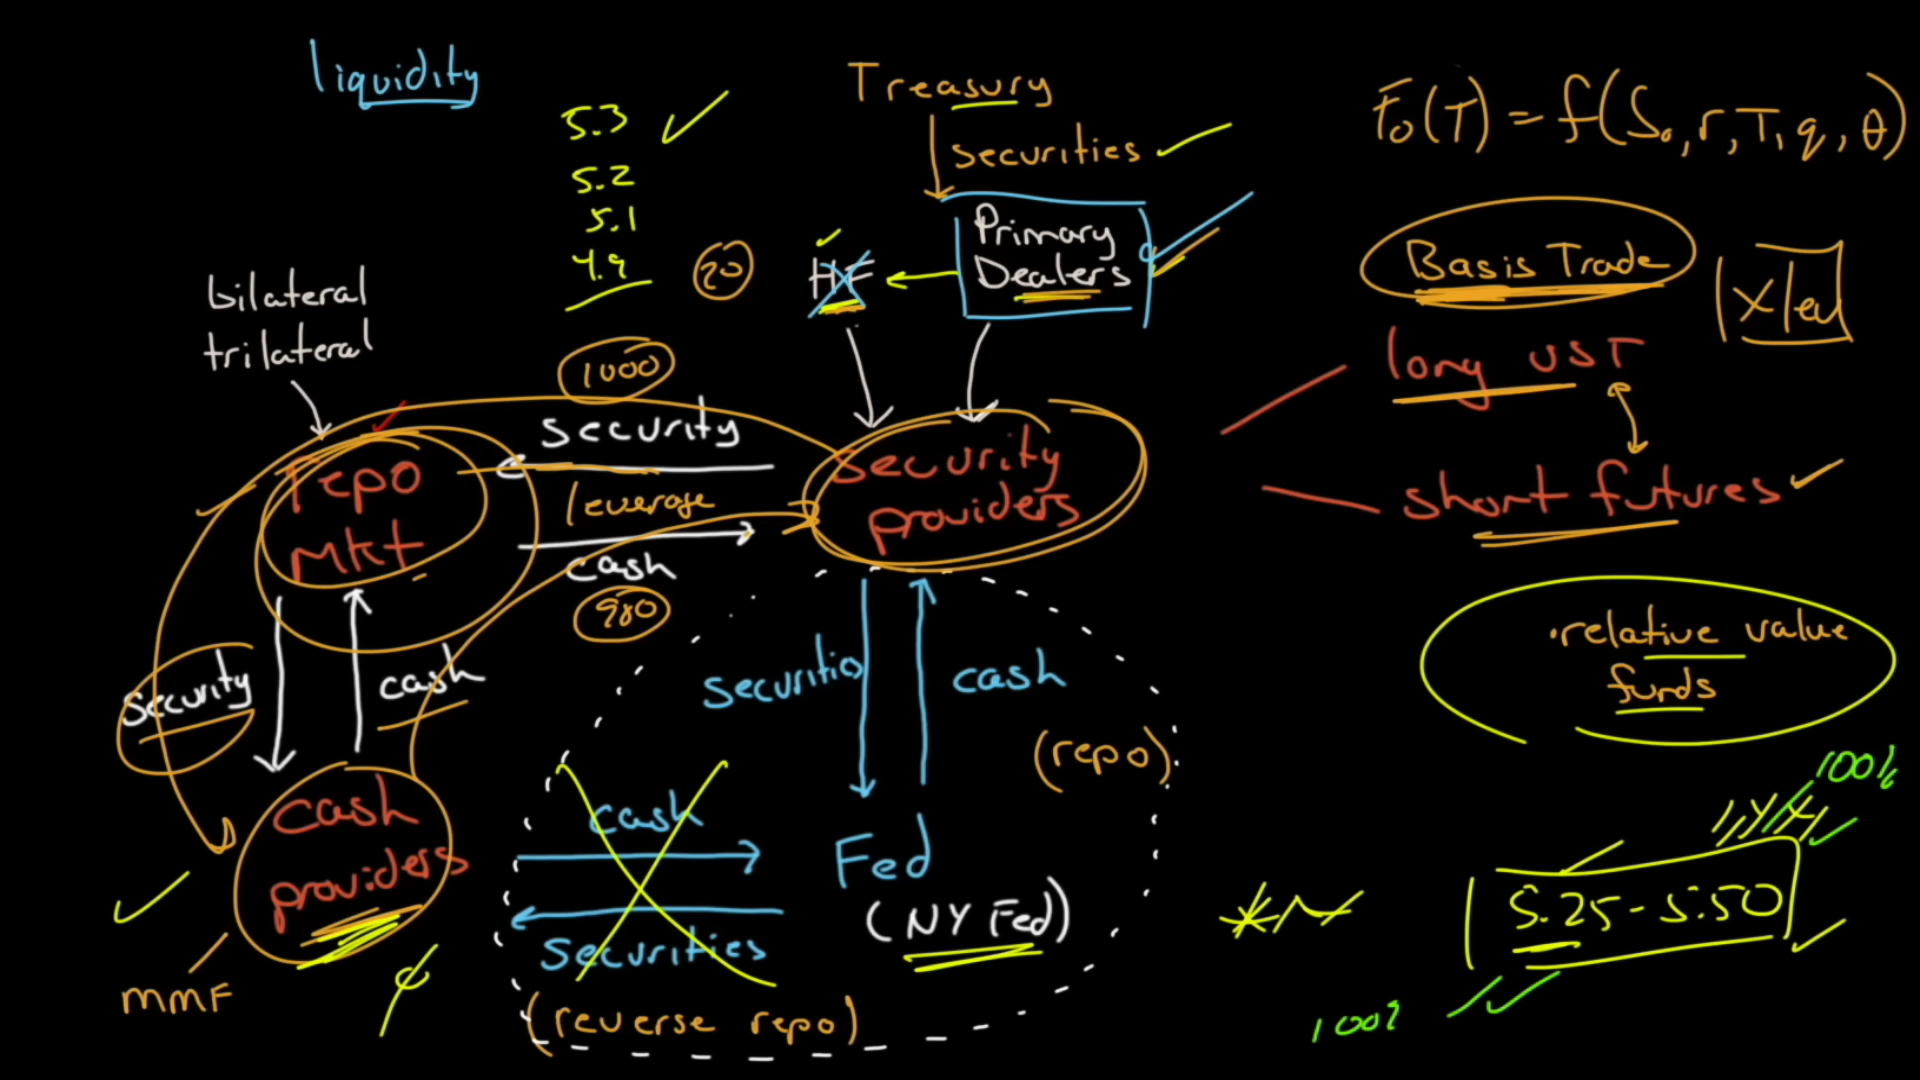 liquidity
5.3
5.2
5.1
4.9
20
bilateral
trilateral
Treasury
securities
Primary
Dealers
HF
F₀(T) = f(S₀, r, T, q, θ)
Basis Trade
long UST
short futures
1000
security
leverage
cash
980
repo
mkt
security
providers
security
cash
securities
cash
(repo)
relative value
funds
cash
providers
mmF
cash
securities
(reverse repo)
Fed
(NY Fed)
5.25-5.50
100%